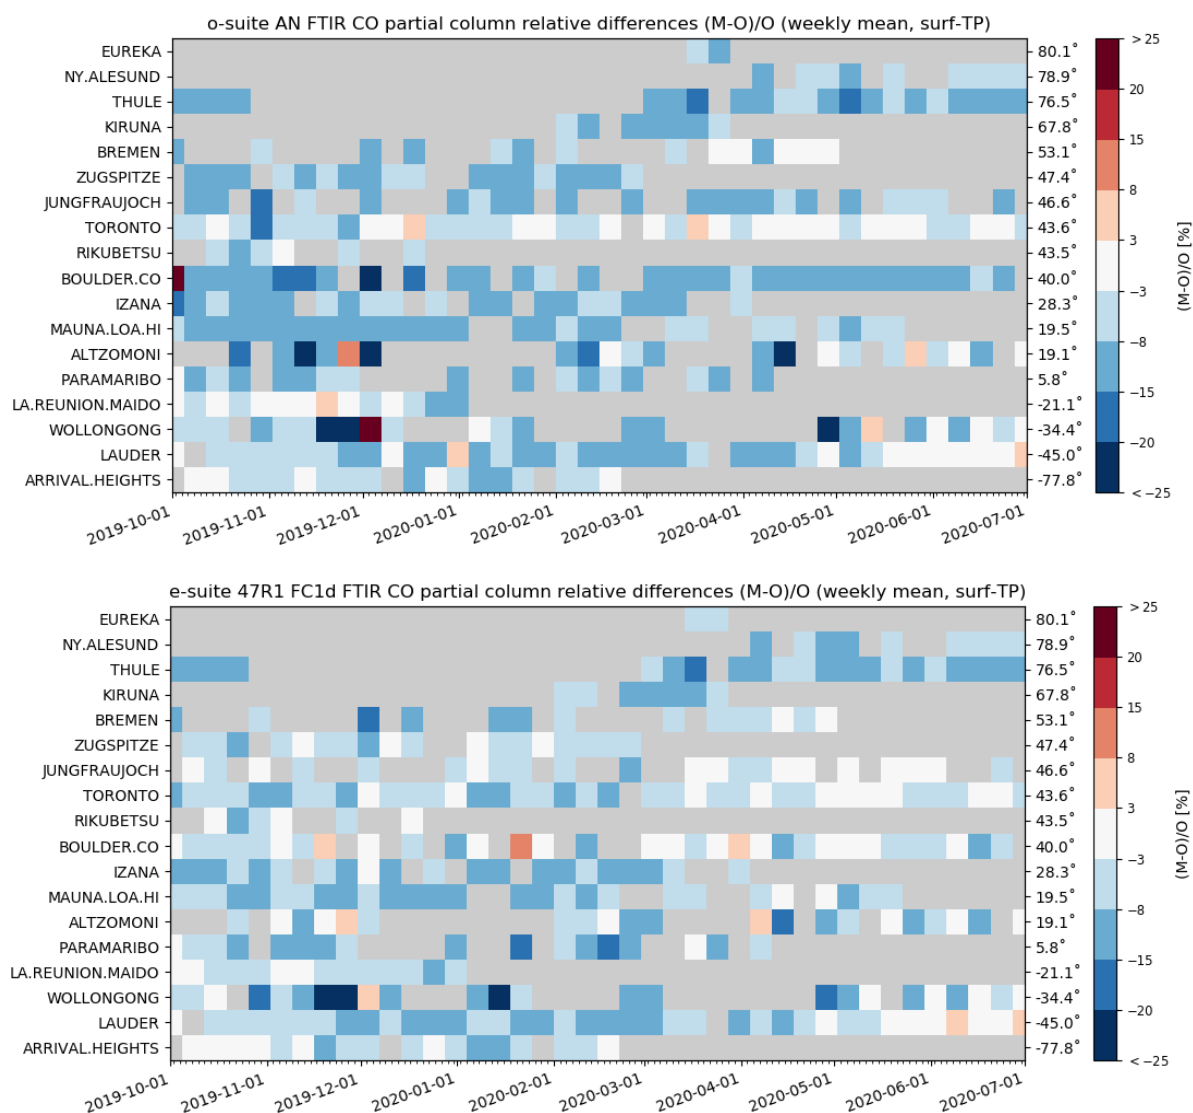 o-suite AN FTIR CO partial column relative differences (M-O)/O (weekly mean, surf-TP)
EUREKA 80.1˚
NY.ALESUND 78.9˚
THULE 76.5˚
KIRUNA 67.8˚
BREMEN 53.1˚
ZUGSPITZE 47.4˚
JUNGFRAUJOCH 46.6˚
TORONTO 43.6˚
RIKUBETSU 43.5˚
BOULDER.CO 40.0˚
IZANA 28.3˚
MAUNA.LOA.HI 19.5˚
ALTZOMONI 19.1˚
PARAMARIBO 5.8˚
LA.REUNION.MAIDO -21.1˚
WOLLONGONG -34.4˚
LAUDER -45.0˚
ARRIVAL.HEIGHTS -77.8˚
2019-10-01 2019-11-01 2019-12-01 2020-01-01 2020-02-01 2020-03-01 2020-04-01 2020-05-01 2020-06-01 2020-07-01
> 25
20
15
8
3
−3
−8
−15
−20
< −25
(M-O)/O [%]
e-suite 47R1 FC1d FTIR CO partial column relative differences (M-O)/O (weekly mean, surf-TP)
EUREKA 80.1˚
NY.ALESUND 78.9˚
THULE 76.5˚
KIRUNA 67.8˚
BREMEN 53.1˚
ZUGSPITZE 47.4˚
JUNGFRAUJOCH 46.6˚
TORONTO 43.6˚
RIKUBETSU 43.5˚
BOULDER.CO 40.0˚
IZANA 28.3˚
MAUNA.LOA.HI 19.5˚
ALTZOMONI 19.1˚
PARAMARIBO 5.8˚
LA.REUNION.MAIDO -21.1˚
WOLLONGONG -34.4˚
LAUDER -45.0˚
ARRIVAL.HEIGHTS -77.8˚
2019-10-01 2019-11-01 2019-12-01 2020-01-01 2020-02-01 2020-03-01 2020-04-01 2020-05-01 2020-06-01 2020-07-01
> 25
20
15
8
3
−3
−8
−15
−20
< −25
(M-O)/O [%]